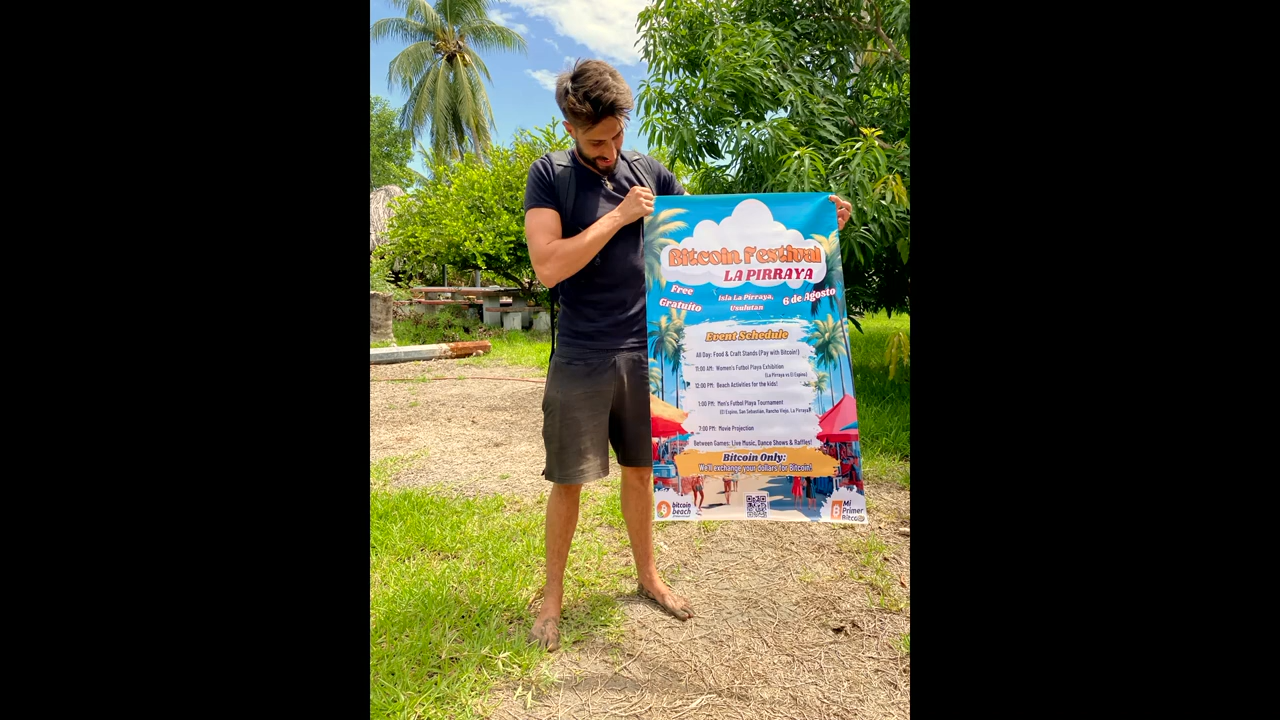 Bitcoin Festival
LA PIRRAYA
Free
Gratuito
Isla La Pirraya,
Usulutan
6 de Agosto
Event Schedule
All Day: Food & Craft Stands (Pay with Bitcoin!)
11:00 AM: Women's Futbol Playa Exhibition
(La Pirraya vs El Espino)
12:00 PM: Beach Activities for the kids!
1:00 PM: Men's Futbol Playa Tournament
(El Espino, San Sebastián, Rancho Viejo, La Pirraya)
7:00 PM: Movie Projection
Between Games: Live Music, Dance Shows & Raffles!
Bitcoin Only:
We'll exchange your dollars for Bitcoin!
bitcoin
beach
Mi
Primer
Bitcoin